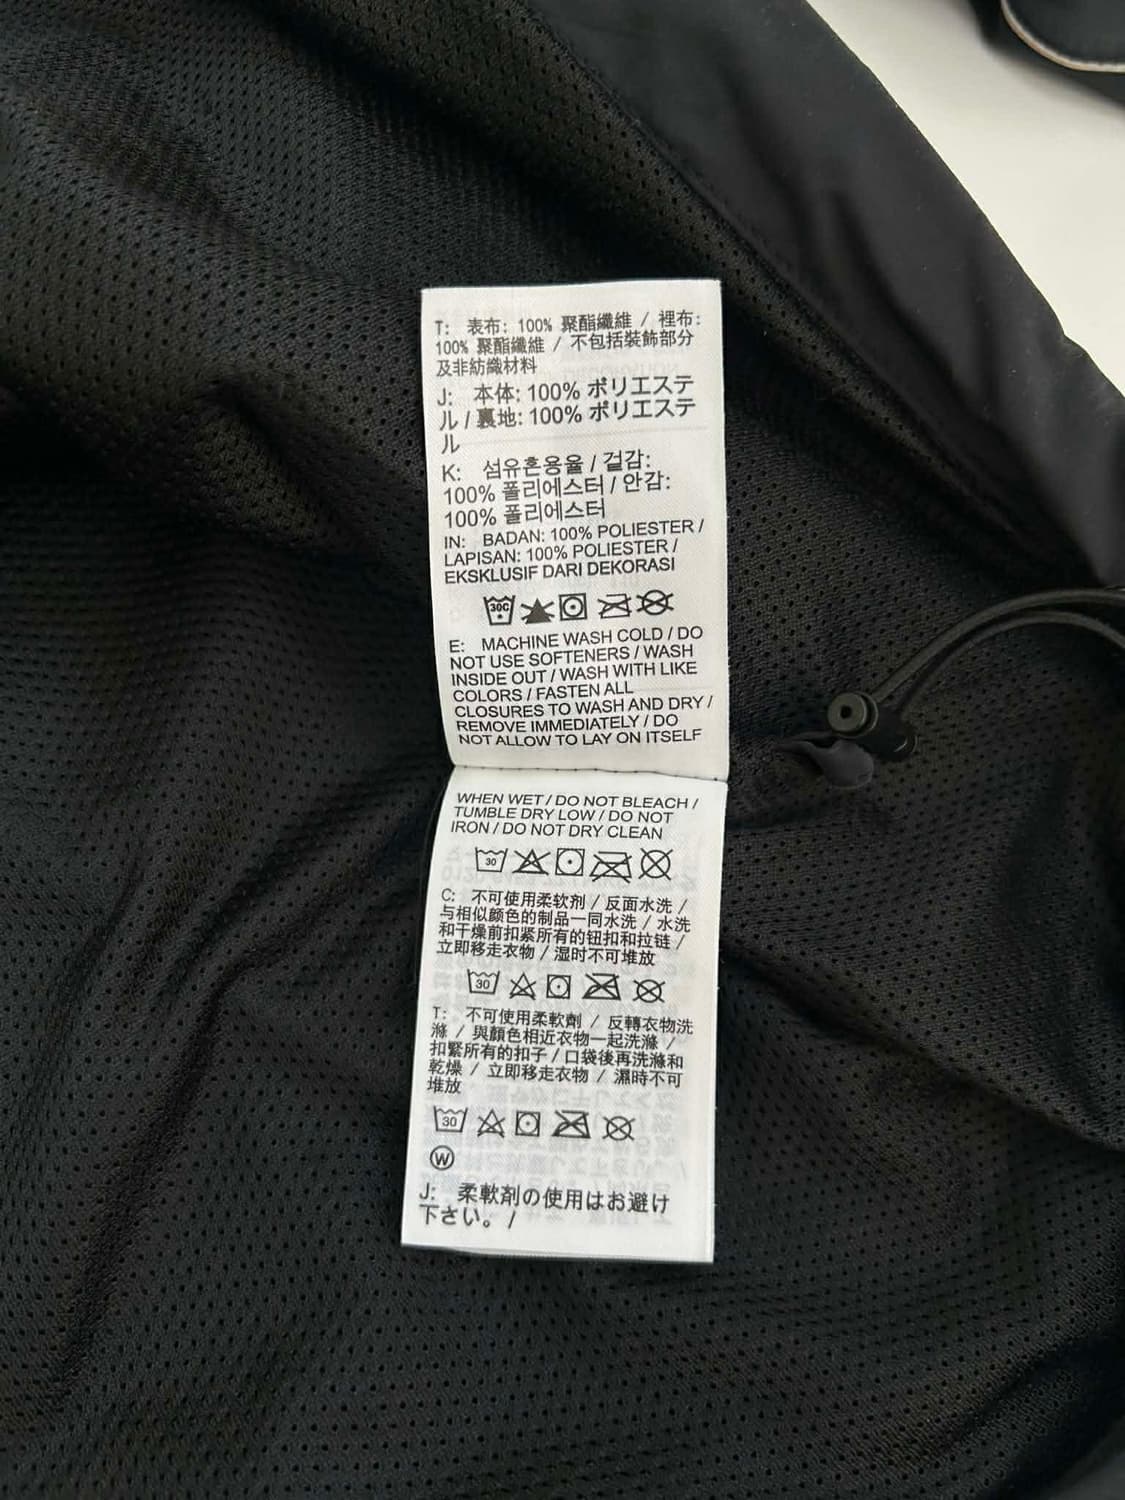 T: 表布: 100% 聚酯纖維 / 裡布:
100% 聚酯纖維 / 不包括裝飾部分
及非紡織材料
J: 本体: 100% ポリエステ
ル / 裏地: 100% ポリエステ
ル
K: 섬유혼용율 / 겉감:
100% 폴리에스터 / 안감:
100% 폴리에스터
IN: BADAN: 100% POLIESTER /
LAPISAN: 100% POLIESTER /
EKSKLUSIF DARI DEKORASI
30C
E: MACHINE WASH COLD / DO
NOT USE SOFTENERS / WASH
INSIDE OUT / WASH WITH LIKE
COLORS / FASTEN ALL
CLOSURES TO WASH AND DRY /
REMOVE IMMEDIATELY / DO
NOT ALLOW TO LAY ON ITSELF
WHEN WET / DO NOT BLEACH /
TUMBLE DRY LOW / DO NOT
IRON / DO NOT DRY CLEAN
30
C: 不可使用柔软剂 / 反面水洗 /
与相似颜色的制品一同水洗 / 水洗
和干燥前扣紧所有的钮扣和拉链 /
立即移走衣物 / 湿时不可堆放
30
T: 不可使用柔軟劑 / 反轉衣物洗
滌 / 與顏色相近衣物一起洗滌 /
扣緊所有的扣子 / 口袋後再洗滌和
乾燥 / 立即移走衣物 / 濕時不可
堆放
30
W
J: 柔軟剤の使用はお避け
下さい。 /